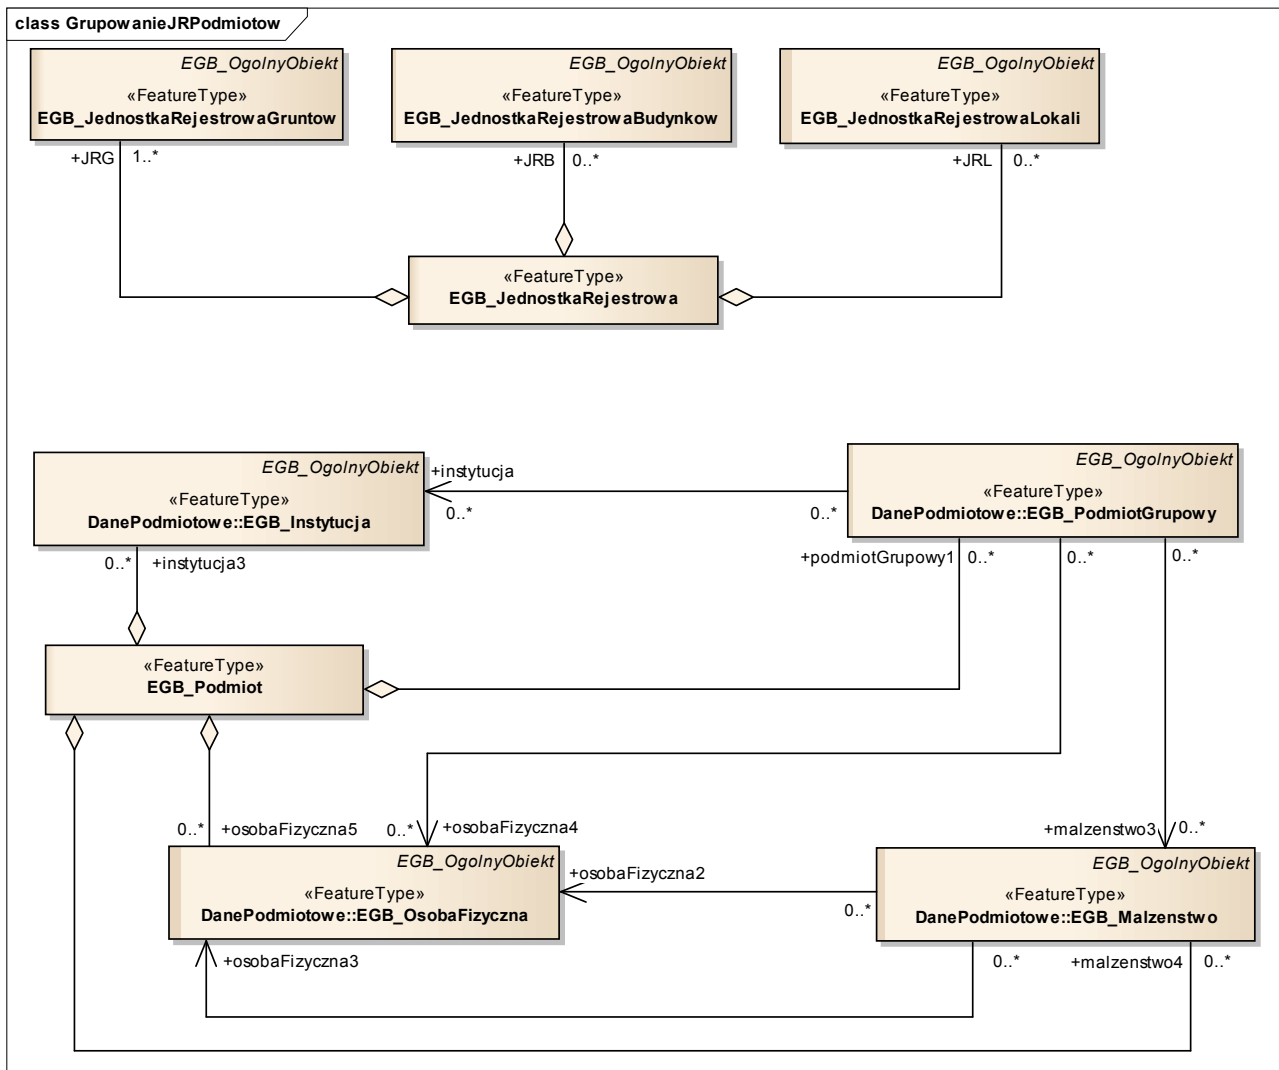 class GrupowanieJRPodmiotow
EGB_OgolnyObiekt
«FeatureType»
EGB_JednostkaRejestrowaGruntow
EGB_OgolnyObiekt
«FeatureType»
EGB_JednostkaRejestrowaBudynkow
EGB_OgolnyObiekt
«FeatureType»
EGB_JednostkaRejestrowaLokali
+JRG 1..*
+JRB 0..*
+JRL 0..*
«FeatureType»
EGB_JednostkaRejestrowa
EGB_OgolnyObiekt
«FeatureType»
DanePodmiotowe::EGB_Instytucja
+instytucja
0..*
0..*
EGB_OgolnyObiekt
«FeatureType»
DanePodmiotowe::EGB_PodmiotGrupowy
0..* +instytucja3
+podmiotGrupowy1 0..*
0..*
0..*
«FeatureType»
EGB_Podmiot
0..* +osobaFizyczna5
0..* +osobaFizyczna4
+malzenstwo3 0..*
EGB_OgolnyObiekt
«FeatureType»
DanePodmiotowe::EGB_OsobaFizyczna
+osobaFizyczna2
0..*
EGB_OgolnyObiekt
«FeatureType»
DanePodmiotowe::EGB_Malzenstwo
+osobaFizyczna3
0..*
+malzenstwo4 0..*